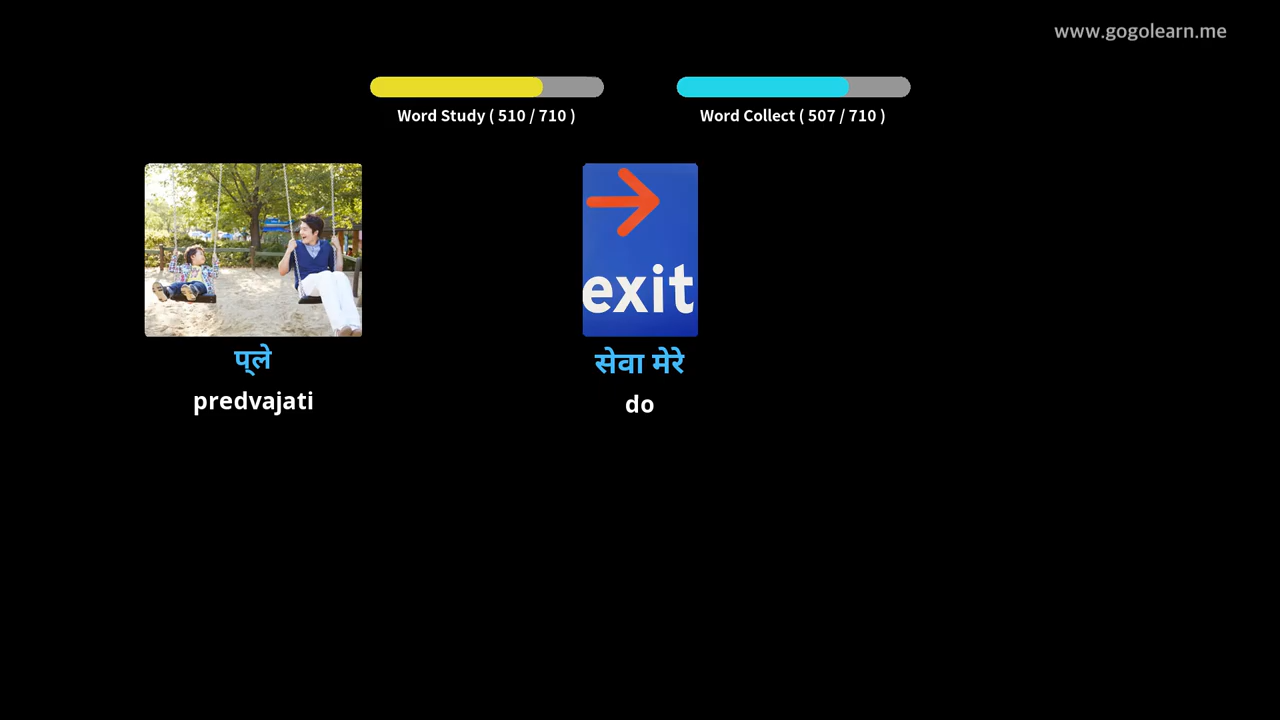 www.gogolearn.me
Word Study ( 510 / 710 )
Word Collect ( 507 / 710 )
exit
प्‌ले
सेवा मेरे
predvajati
do